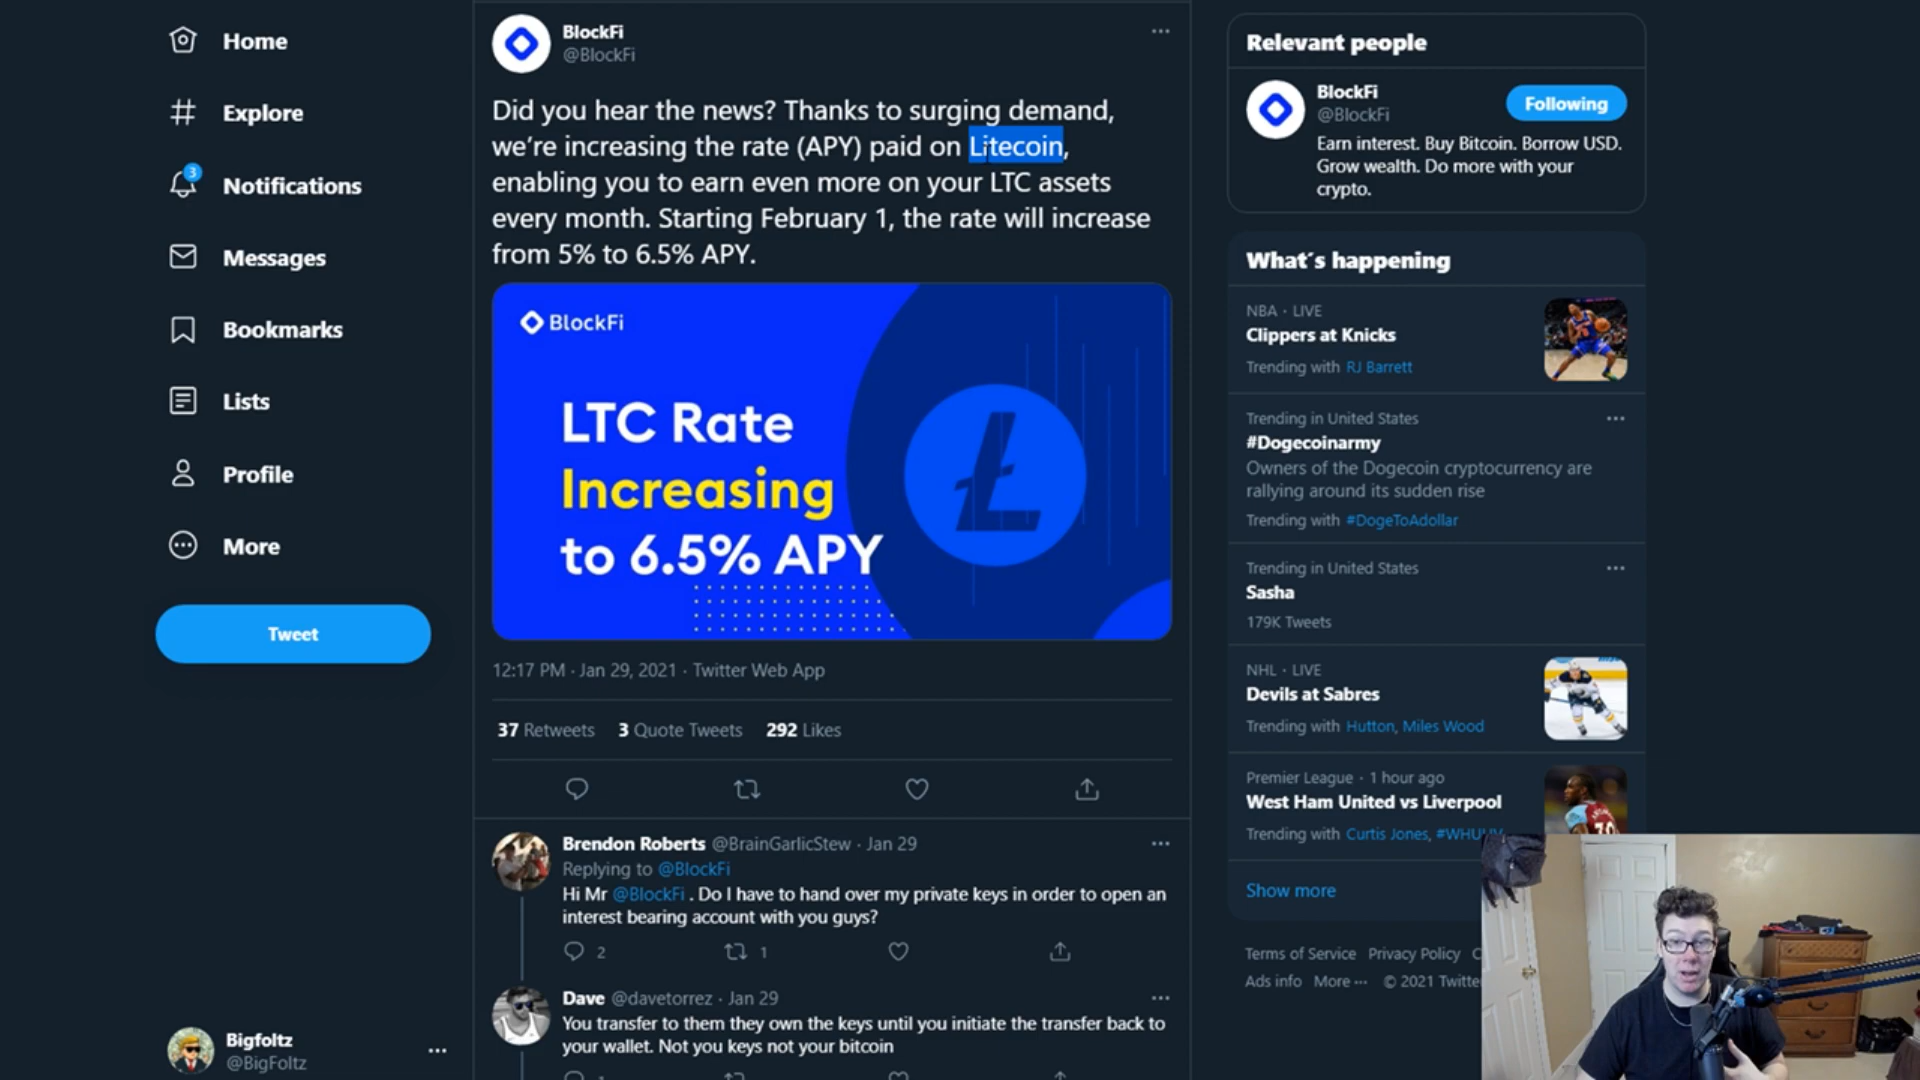 Home
Explore
3
Notifications
Messages
Bookmarks
Lists
Profile
More
Tweet
Bigfoltz
@BigFoltz
BlockFi
@BlockFi
Did you hear the news? Thanks to surging demand,
we're increasing the rate (APY) paid on Litecoin,
enabling you to earn even more on your LTC assets
every month. Starting February 1, the rate will increase
from 5% to 6.5% APY.
BlockFi
LTC Rate
Increasing
to 6.5% APY
12:17 PM · Jan 29, 2021 · Twitter Web App
37 Retweets 3 Quote Tweets 292 Likes
Brendon Roberts @BrainGarlicStew · Jan 29
Replying to @BlockFi
Hi Mr @BlockFi . Do I have to hand over my private keys in order to open an
interest bearing account with you guys?
2 1
Dave @davetorrez · Jan 29
You transfer to them they own the keys until you initiate the transfer back to
your wallet. Not you keys not your bitcoin
Relevant people
BlockFi
@BlockFi
Following
Earn interest. Buy Bitcoin. Borrow USD.
Grow wealth. Do more with your
crypto.
What's happening
NBA · LIVE
Clippers at Knicks
Trending with RJ Barrett
Trending in United States
#Dogecoinarmy
Owners of the Dogecoin cryptocurrency are
rallying around its sudden rise
Trending with #DogeToAdollar
Trending in United States
Sasha
179K Tweets
NHL · LIVE
Devils at Sabres
Trending with Hutton, Miles Wood
Premier League · 1 hour ago
West Ham United vs Liverpool
Trending with Curtis Jones,
Show more
Terms of Service Privacy Policy
Ads info More ··· © 2021